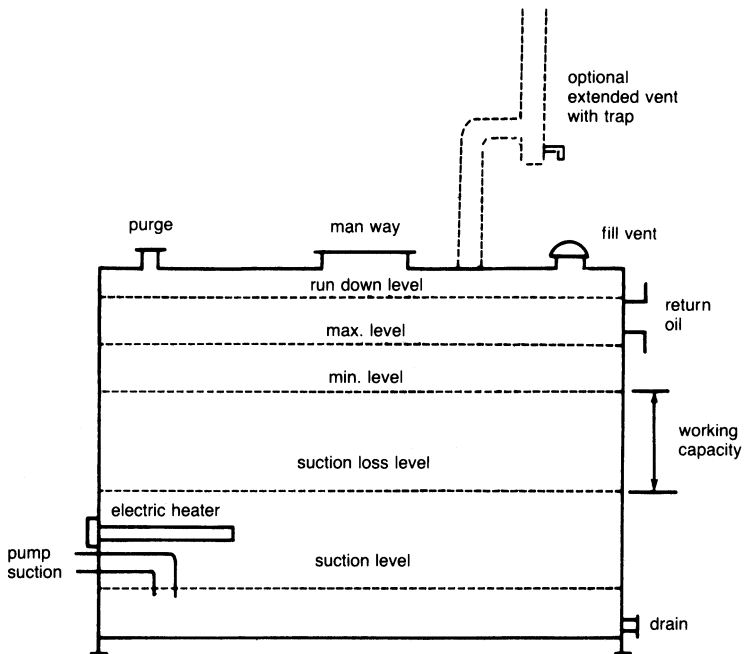 optional
extended vent
with trap
purge
man way
fill vent
run down level
return
oil
max. level
min. level
working
capacity
suction loss level
electric heater
pump
suction
suction level
drain